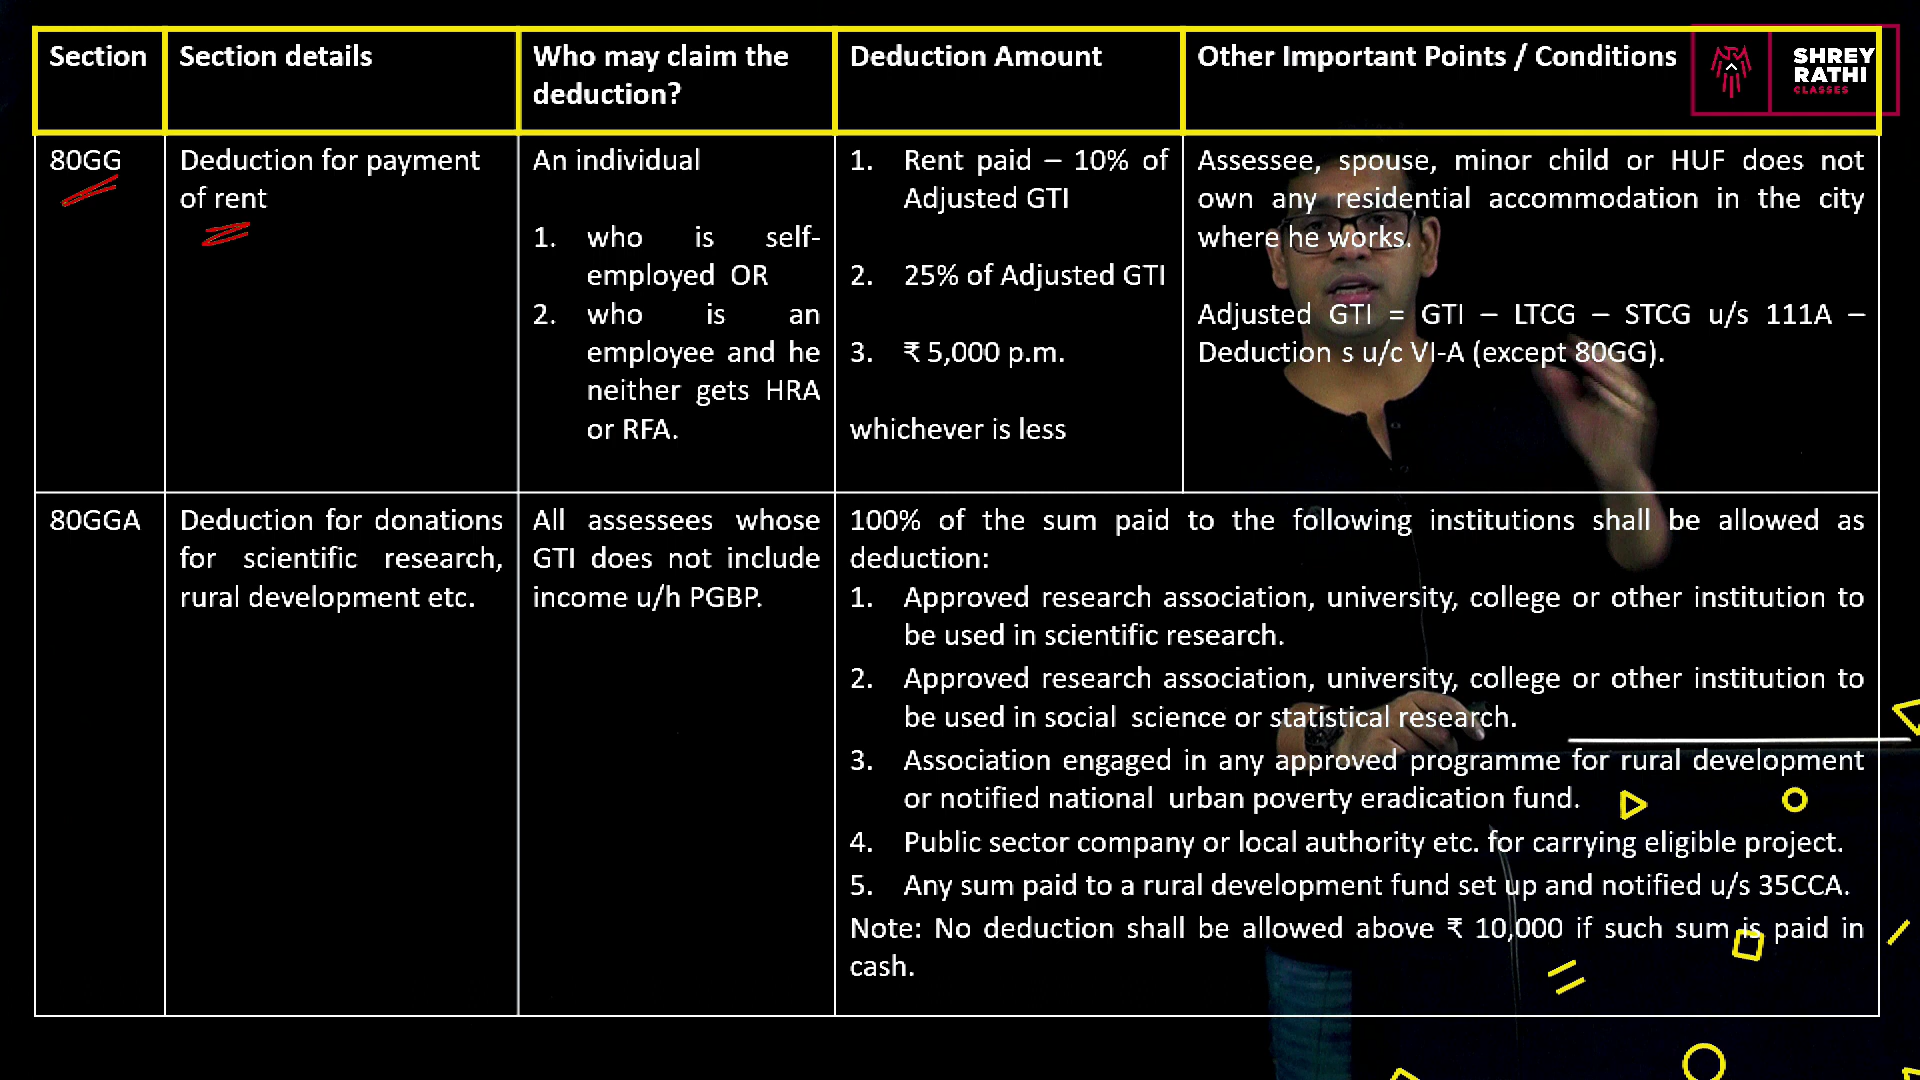 Section
Section details
Who may claim the
deduction?
Deduction Amount
Other Important Points / Conditions
SHREY
RATHI
CLASSES
80GG
Deduction for payment
of rent
An individual
1. who is self-
employed OR
2. who is an
employee and he
neither gets HRA
or RFA.
1. Rent paid – 10% of
Adjusted GTI
2. 25% of Adjusted GTI
3. ₹ 5,000 p.m.
whichever is less
Assessee, spouse, minor child or HUF does not
own any residential accommodation in the city
where he works.
Adjusted GTI = GTI – LTCG – STCG u/s 111A –
Deduction s u/c VI-A (except 80GG).
80GGA
Deduction for donations
for scientific research,
rural development etc.
All assessees whose
GTI does not include
income u/h PGBP.
100% of the sum paid to the following institutions shall be allowed as
deduction:
1. Approved research association, university, college or other institution to
be used in scientific research.
2. Approved research association, university, college or other institution to
be used in social science or statistical research.
3. Association engaged in any approved programme for rural development
or notified national urban poverty eradication fund.
4. Public sector company or local authority etc. for carrying eligible project.
5. Any sum paid to a rural development fund set up and notified u/s 35CCA.
Note: No deduction shall be allowed above ₹ 10,000 if such sum is paid in
cash.